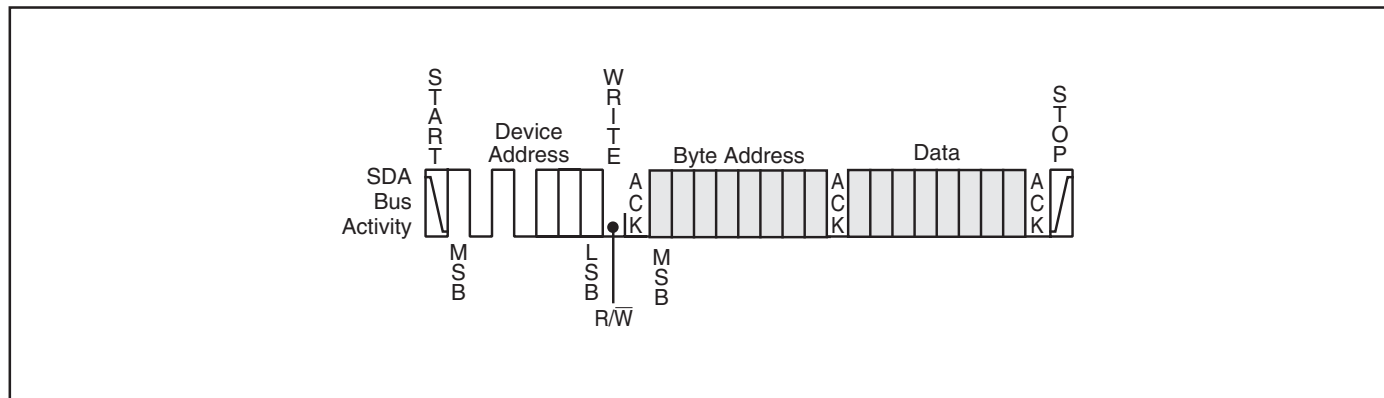 START
WRITE
STOP
Device
Address
Byte Address
Data
SDA
Bus
Activity
ACK
ACK
ACK
MSB
LSB
MSB
R/W̅